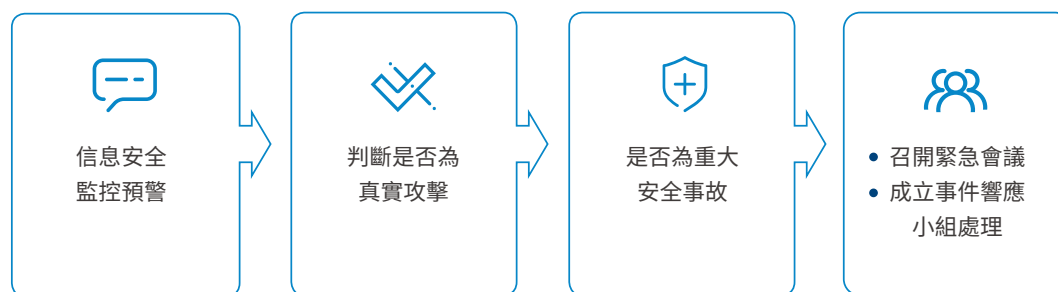 信息安全
監控預警
判斷是否為
真實攻擊
是否為重大
安全事故
• 召開緊急會議
• 成立事件響應
小組處理